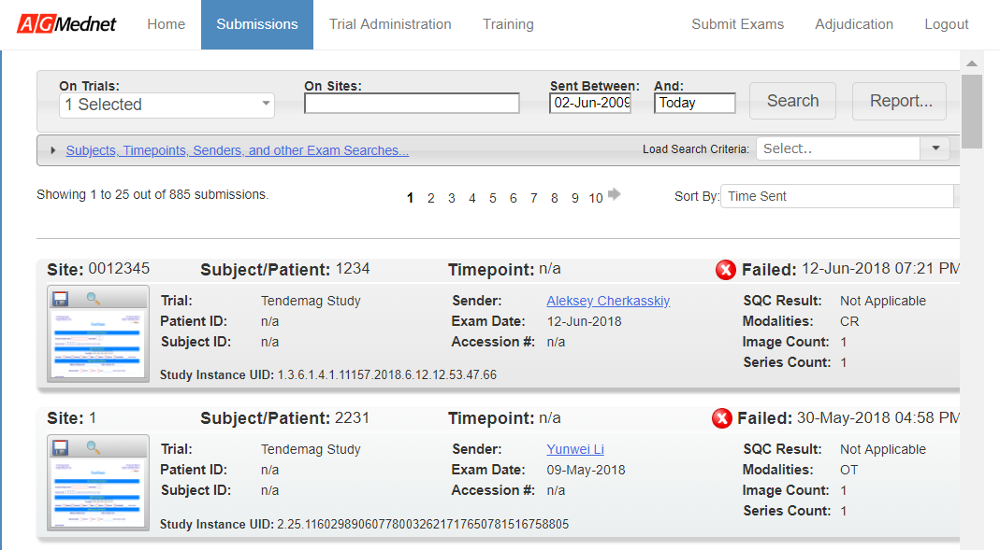 AG Mednet Home Submissions Trial Administration Training Submit Exams Adjudication Logout
On Trials: On Sites: Sent Between: And:
1 Selected 02-Jun-2009 Today Search Report...
Subjects, Timepoints, Senders, and other Exam Searches... Load Search Criteria: Select..
Showing 1 to 25 out of 885 submissions. 1 2 3 4 5 6 7 8 9 10 Sort By: Time Sent
Site: 0012345 Subject/Patient: 1234 Timepoint: n/a Failed: 12-Jun-2018 07:21 PM
Trial: Tendemag Study Sender: Aleksey Cherkasskiy SQC Result: Not Applicable
Patient ID: n/a Exam Date: 12-Jun-2018 Modalities: CR
Subject ID: n/a Accession #: n/a Image Count: 1
Series Count: 1
Study Instance UID: 1.3.6.1.4.1.11157.2018.6.12.12.53.47.66
Site: 1 Subject/Patient: 2231 Timepoint: n/a Failed: 30-May-2018 04:58 PM
Trial: Tendemag Study Sender: Yunwei Li SQC Result: Not Applicable
Patient ID: n/a Exam Date: 09-May-2018 Modalities: OT
Subject ID: n/a Accession #: n/a Image Count: 1
Series Count: 1
Study Instance UID: 2.25.116029890607780032621717650781516758805